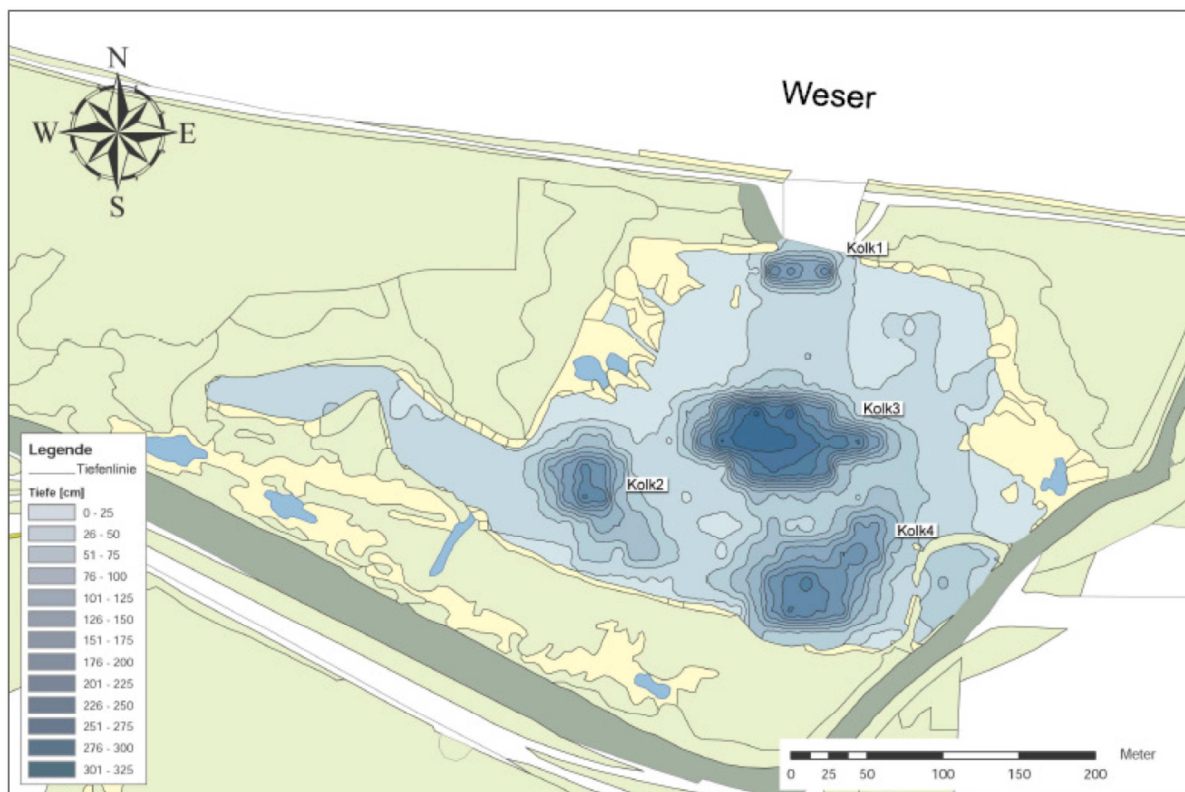 N
Weser
W E
S
Kolk1
Kolk3
Kolk2
Kolk4
Legende
Tiefenlinie
Tiefe [cm]
0 - 25
26 - 50
51 - 75
76 - 100
101 - 125
126 - 150
151 - 175
176 - 200
201 - 225
226 - 250
251 - 275
276 - 300
301 - 325
Meter
0 25 50 100 150 200